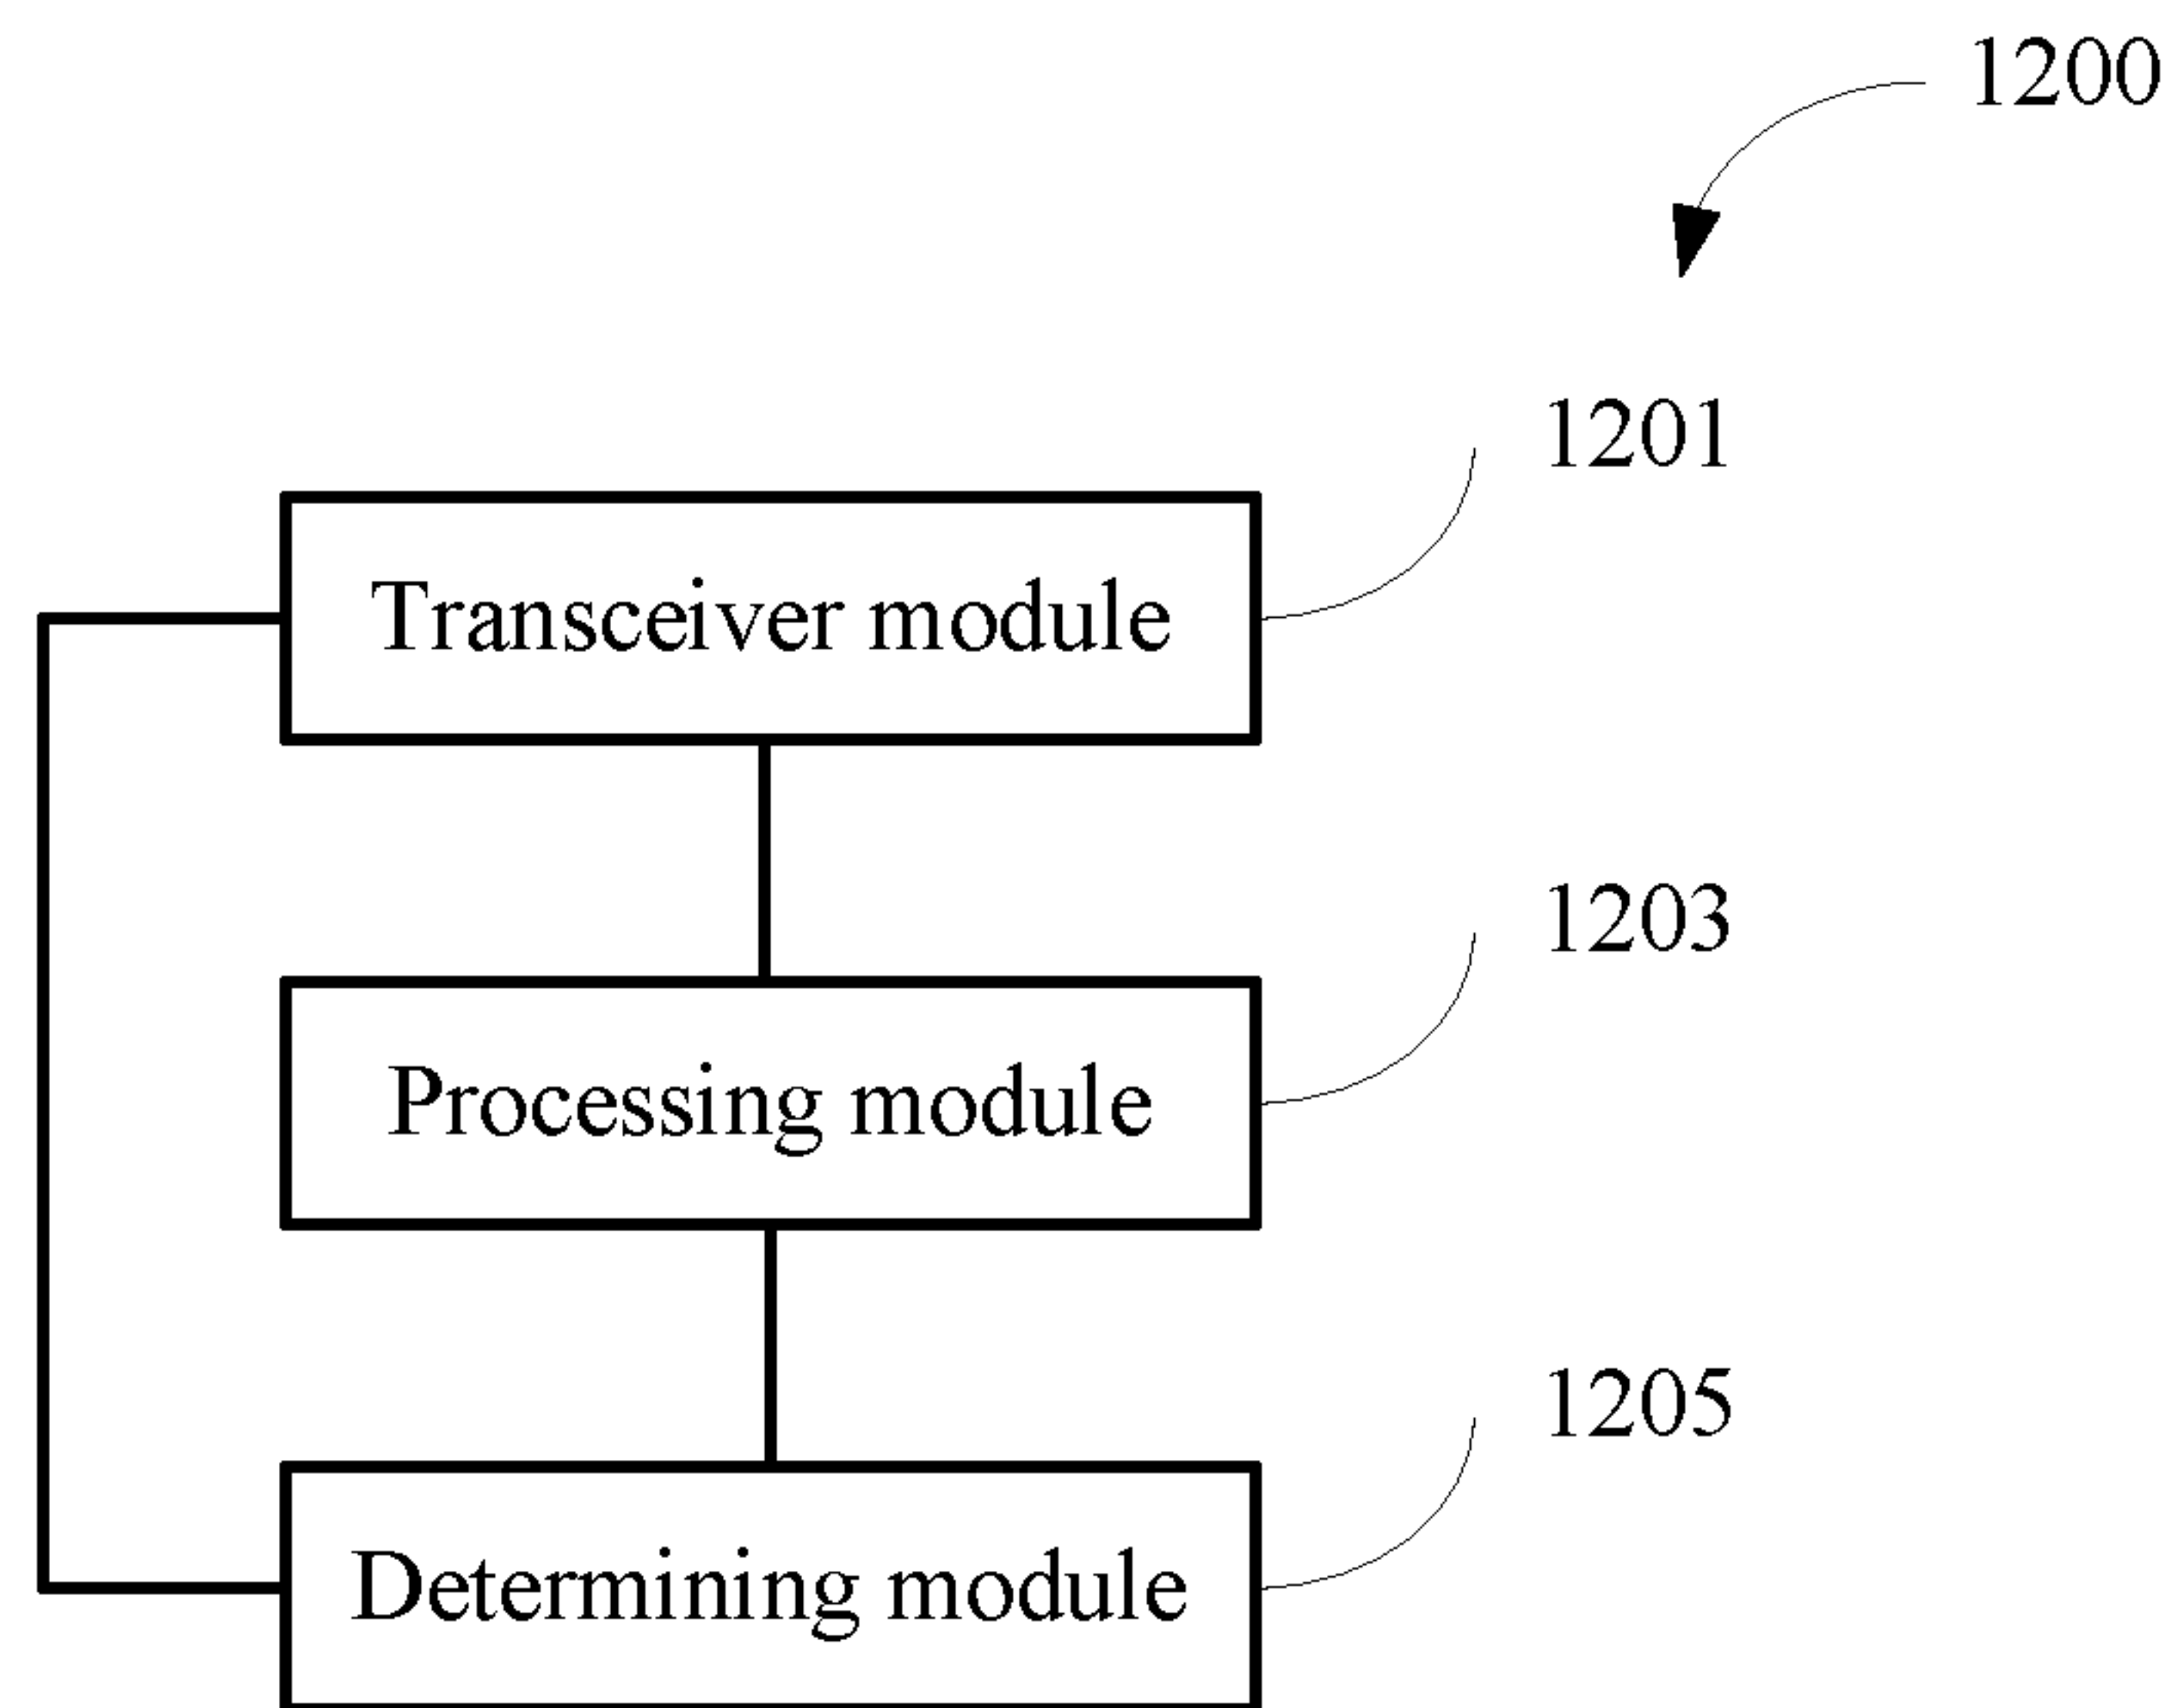 1200
1201
Transceiver module
1203
Processing module
1205
Determining module